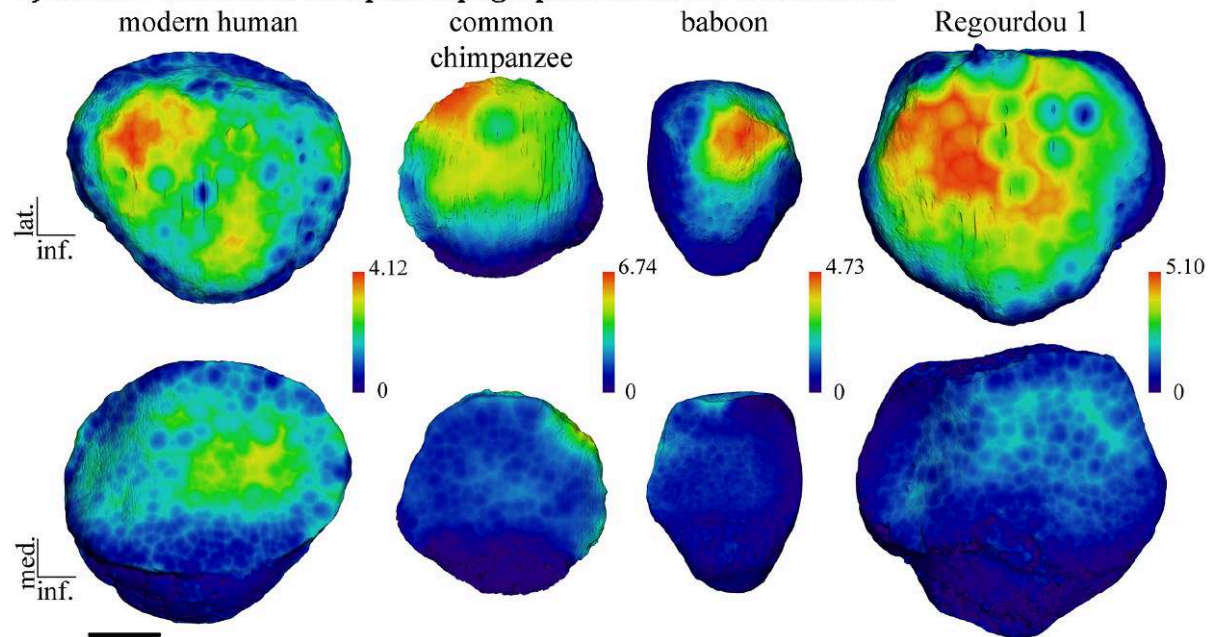 modern human common baboon Regourdou 1
chimpanzee
lat.
inf.
4.12 6.74 4.73 5.10
0 0 0 0
med.
inf.